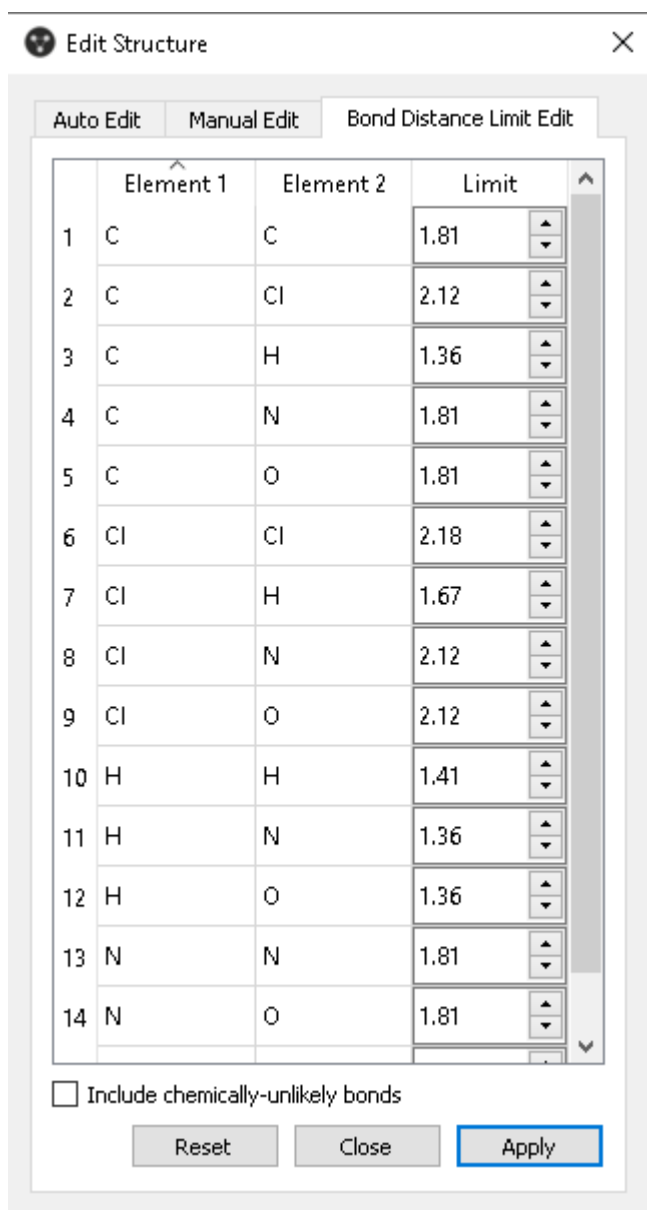 Edit Structure
Auto Edit Manual Edit Bond Distance Limit Edit
Element 1 Element 2 Limit
1 C C 1.81
2 C Cl 2.12
3 C H 1.36
4 C N 1.81
5 C O 1.81
6 Cl Cl 2.18
7 Cl H 1.67
8 Cl N 2.12
9 Cl O 2.12
10 H H 1.41
11 H N 1.36
12 H O 1.36
13 N N 1.81
14 N O 1.81
Include chemically-unlikely bonds
Reset Close Apply